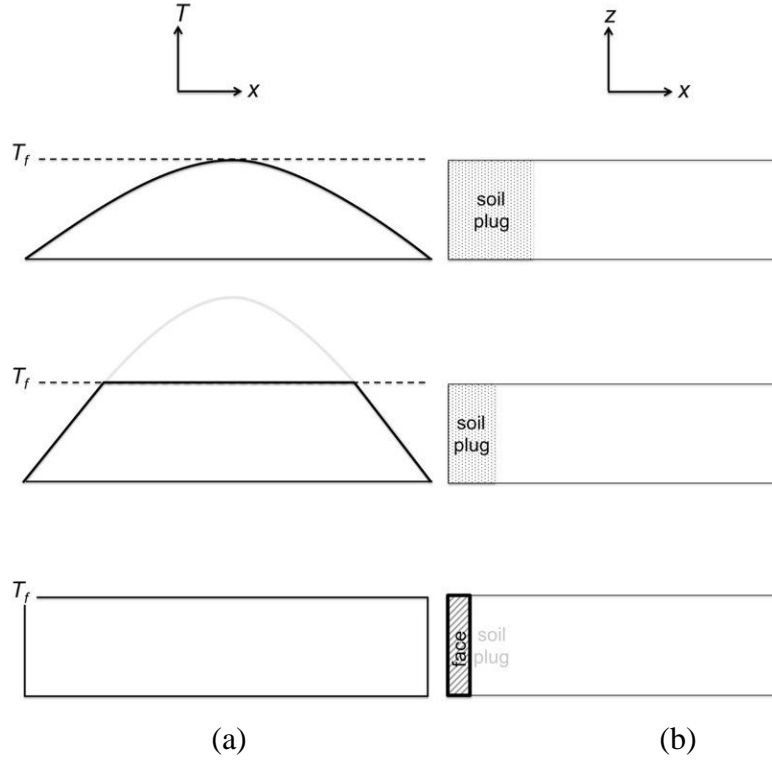 T
x
z
x
T_f
soil
plug
T_f
soil
plug
T_f
face
soil
plug
(a)
(b)